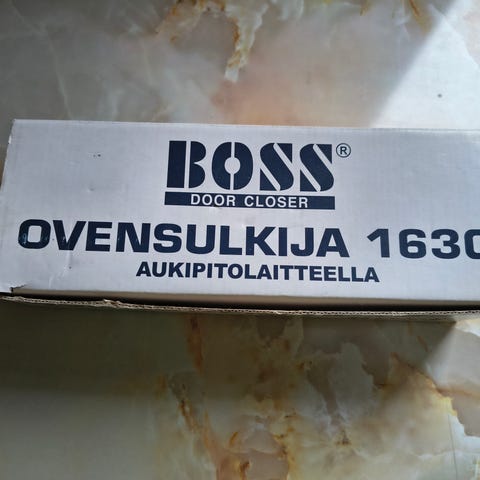 BOSS®
DOOR CLOSER
OVENSULKIJA 1630
AUKIPITOLAITTEELLA